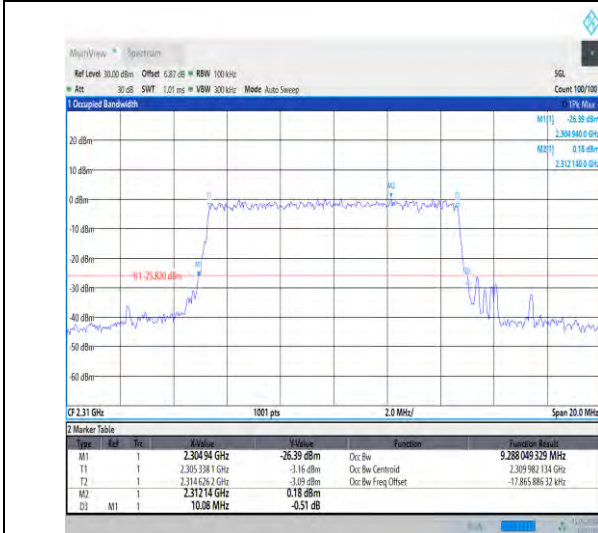 MultiView Spectrum
Ref Level 30.00 dBm Offset 6.87 dB RBW 100 kHz SGL
Att 30 dB SWT 1.01 ms VBW 300 kHz Mode Auto Sweep Count 100/100
1 Occupied Bandwidth 1Pk Max
M1[1] -26.39 dBm
2.304 940 0 GHz
M2[1] 0.18 dBm
2.312 140 0 GHz
20 dBm
10 dBm
0 dBm
-10 dBm
-20 dBm
-30 dBm
-40 dBm
-50 dBm
-60 dBm
T1
M2
T2
M1
H1 -25.820 dBm
CF 2.31 GHz 1001 pts 2.0 MHz/ Span 20.0 MHz
2 Marker Table
Type Ref Trc X-Value Y-Value Function Function Result
M1 1 2.304 94 GHz -26.39 dBm Occ Bw 9.288 049 329 MHz
T1 1 2.305 338 1 GHz -3.16 dBm Occ Bw Centroid 2.309 982 134 GHz
T2 1 2.314 626 2 GHz -3.09 dBm Occ Bw Freq Offset -17.865 886 32 kHz
M2 1 2.312 14 GHz 0.18 dBm
D3 M1 1 10.08 MHz -0.51 dB